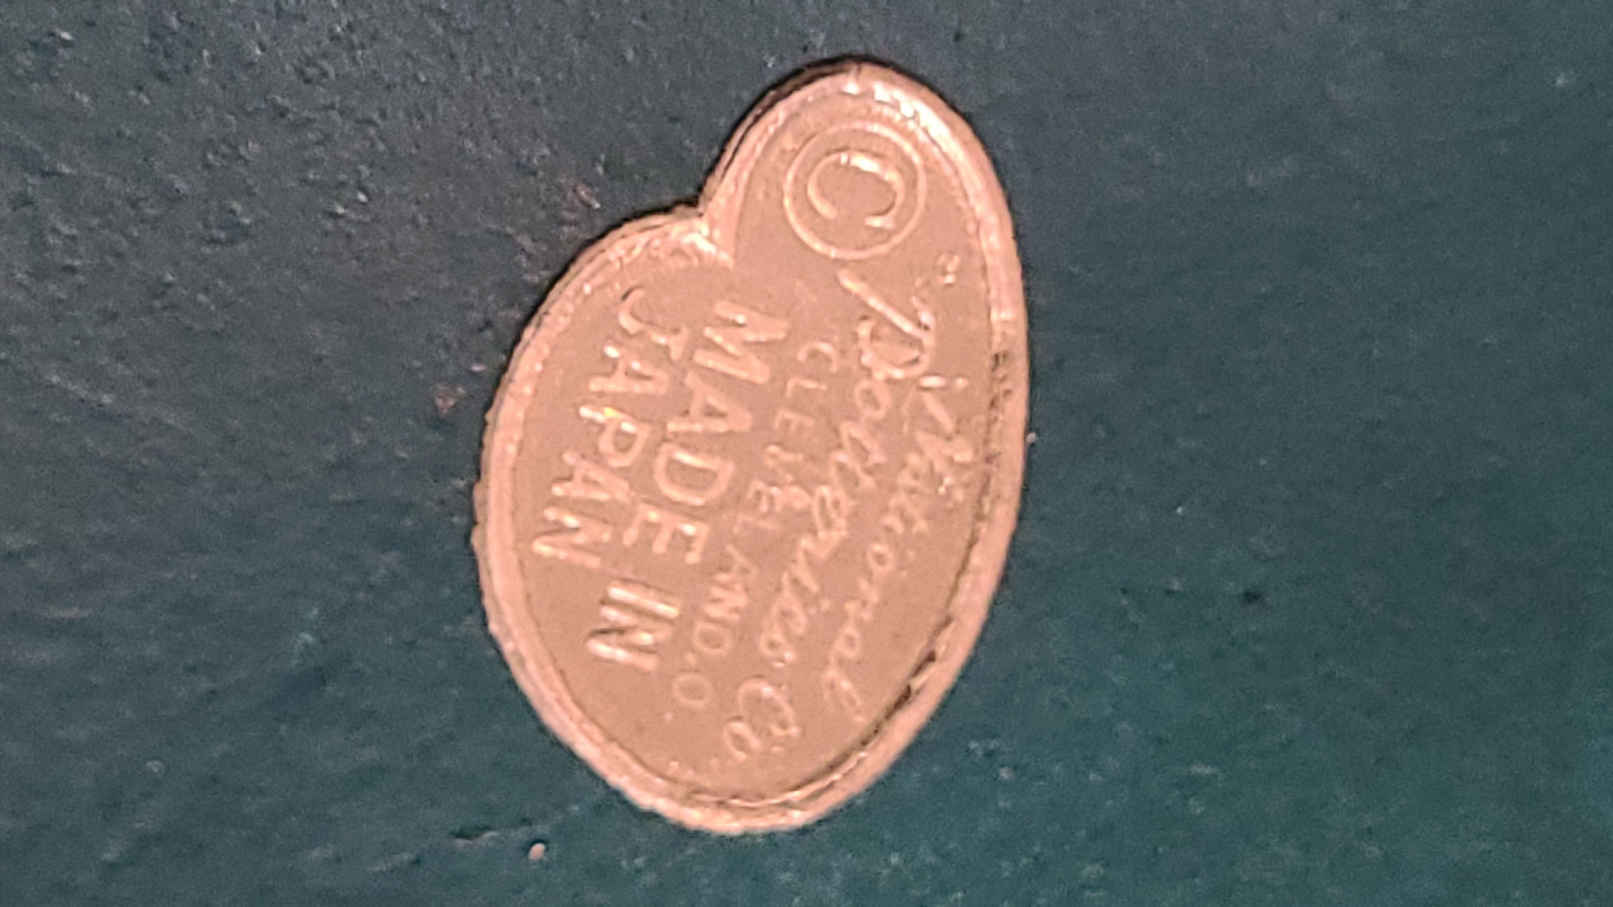 ©
National
Potteries Co
CLEVELAND, O
MADE IN
JAPAN